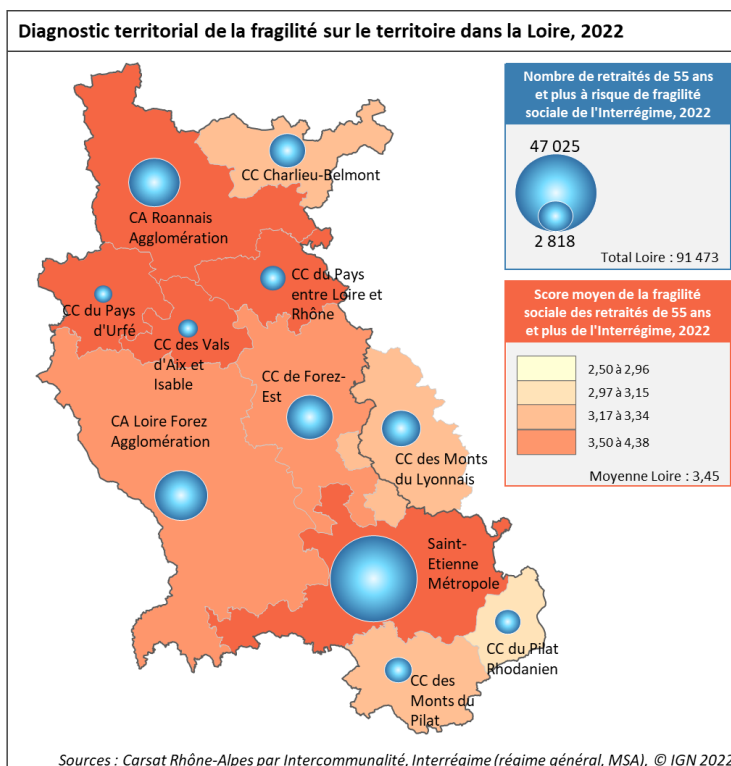 Diagnostic territorial de la fragilité sur le territoire dans la Loire, 2022
Nombre de retraités de 55 ans
et plus à risque de fragilité
sociale de l'Interrégime, 2022
47 025
2 818
Total Loire : 91 473
Score moyen de la fragilité
sociale des retraités de 55 ans
et plus de l'Interrégime, 2022
2,50 à 2,96
2,97 à 3,15
3,17 à 3,34
3,50 à 4,38
Moyenne Loire : 3,45
CC Charlieu-Belmont
CA Roannais
Agglomération
CC du Pays
entre Loire et
Rhône
CC du Pays
d'Urfé
CC des Vals
d'Aix et
Isable
CC de Forez-
Est
CA Loire Forez
Agglomération
CC des Monts
du Lyonnais
Saint-
Etienne
Métropole
CC du Pilat
Rhodanien
CC des
Monts du
Pilat
Sources : Carsat Rhône-Alpes par Intercommunalité, Interrégime (régime général, MSA), © IGN 2022